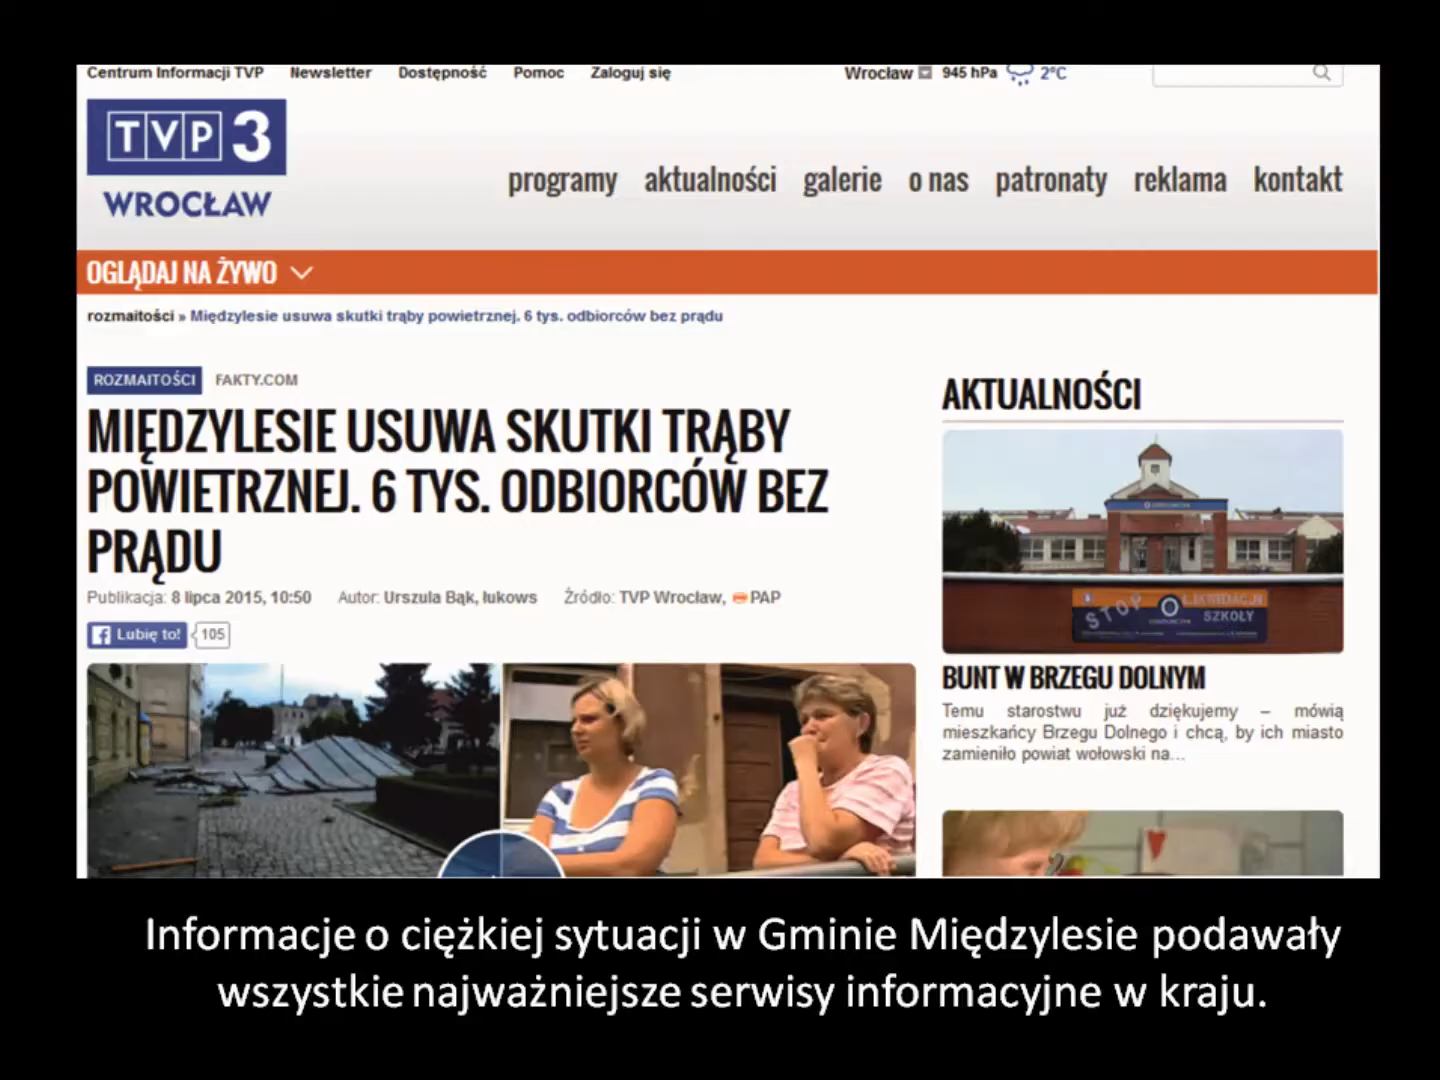 Centrum Informacji TVP Newsletter Dostępność Pomoc Zaloguj się Wrocław 945 hPa 2°C
TVP 3
WROCŁAW
programy aktualności galerie o nas patronaty reklama kontakt
OGLĄDAJ NA ŻYWO
rozmaitości » Międzylesie usuwa skutki trąby powietrznej. 6 tys. odbiorców bez prądu
ROZMAITOŚCI FAKTY.COM
MIĘDZYLESIE USUWA SKUTKI TRĄBY
POWIETRZNEJ. 6 TYS. ODBIORCÓW BEZ
PRĄDU
Publikacja: 8 lipca 2015, 10:50 Autor: Urszula Bąk, łukows Źródło: TVP Wrocław, PAP
Lubię to! 105
AKTUALNOŚCI
STOP LIKWIDACJI
SZKOŁY
BUNT W BRZEGU DOLNYM
Temu starostwu już dziękujemy – mówią
mieszkańcy Brzegu Dolnego i chcą, by ich miasto
zamieniło powiat wołowski na...
Informacje o ciężkiej sytuacji w Gminie Międzylesie podawały
wszystkie najważniejsze serwisy informacyjne w kraju.